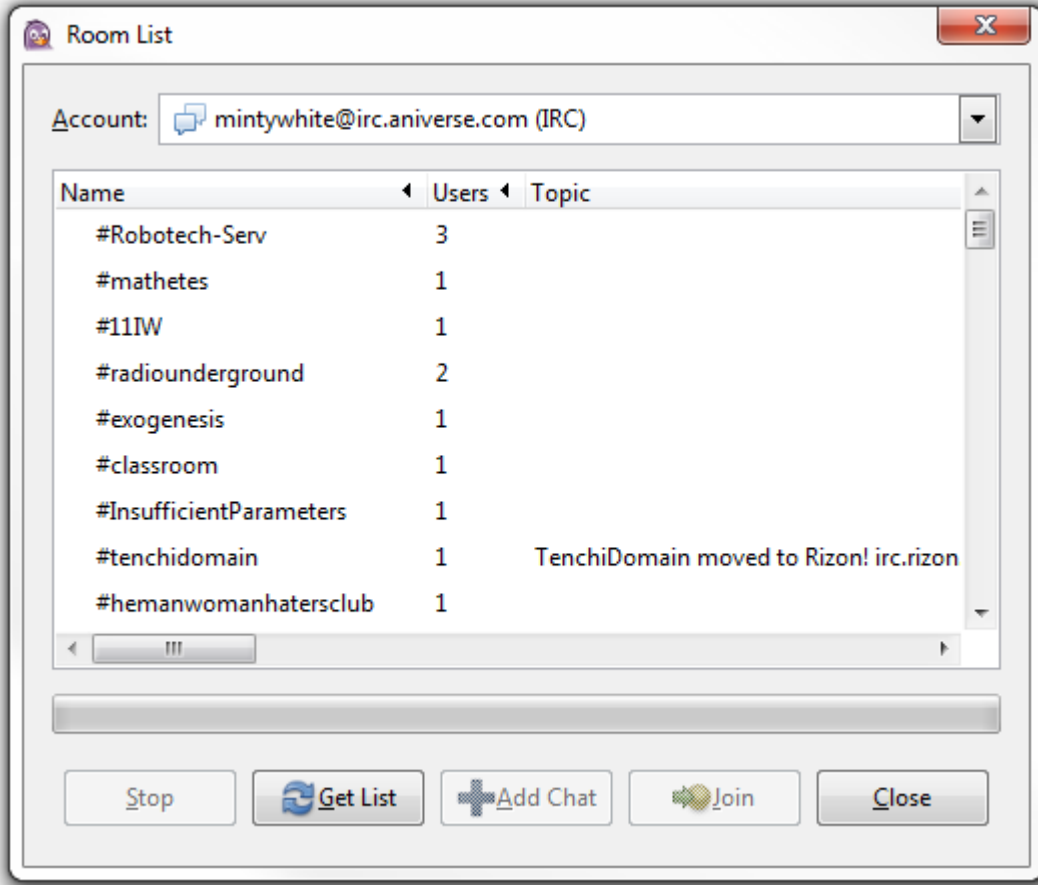 Room List
Account: mintywhite@irc.aniverse.com (IRC)
Name Users Topic
#Robotech-Serv 3
#mathetes 1
#11IW 1
#radiounderground 2
#exogenesis 1
#classroom 1
#InsufficientParameters 1
#tenchidomain 1 TenchiDomain moved to Rizon! irc.rizon
#hemanwomanhatersclub 1
Stop Get List Add Chat Join Close